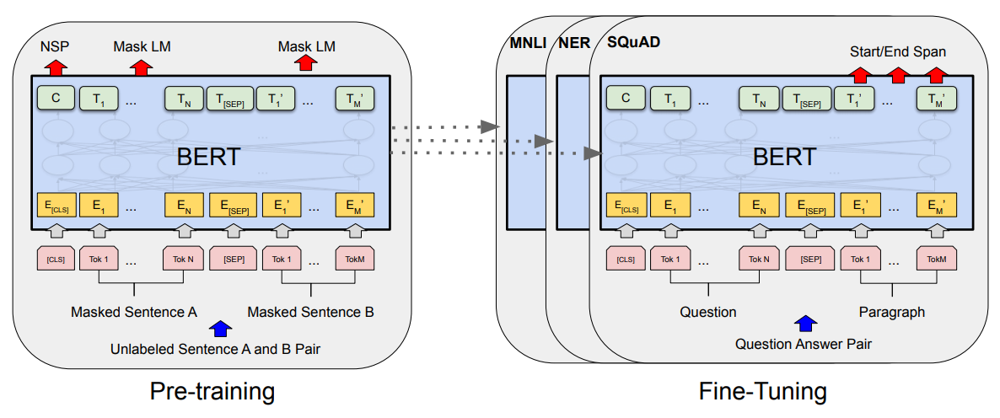 NSP Mask LM Mask LM
C T1 ... TN T[SEP] T1’ ... TM’
...
BERT
...
E[CLS] E1 ... EN E[SEP] E1’ ... EM’
[CLS] Tok 1 ... Tok N [SEP] Tok 1 ... TokM
Masked Sentence A Masked Sentence B
Unlabeled Sentence A and B Pair
Pre-training
MNLI NER SQuAD
Start/End Span
C T1 ... TN T[SEP] T1’ ... TM’
...
BERT
...
E[CLS] E1 ... EN E[SEP] E1’ ... EM’
[CLS] Tok 1 ... Tok N [SEP] Tok 1 ... TokM
Question Paragraph
Question Answer Pair
Fine-Tuning